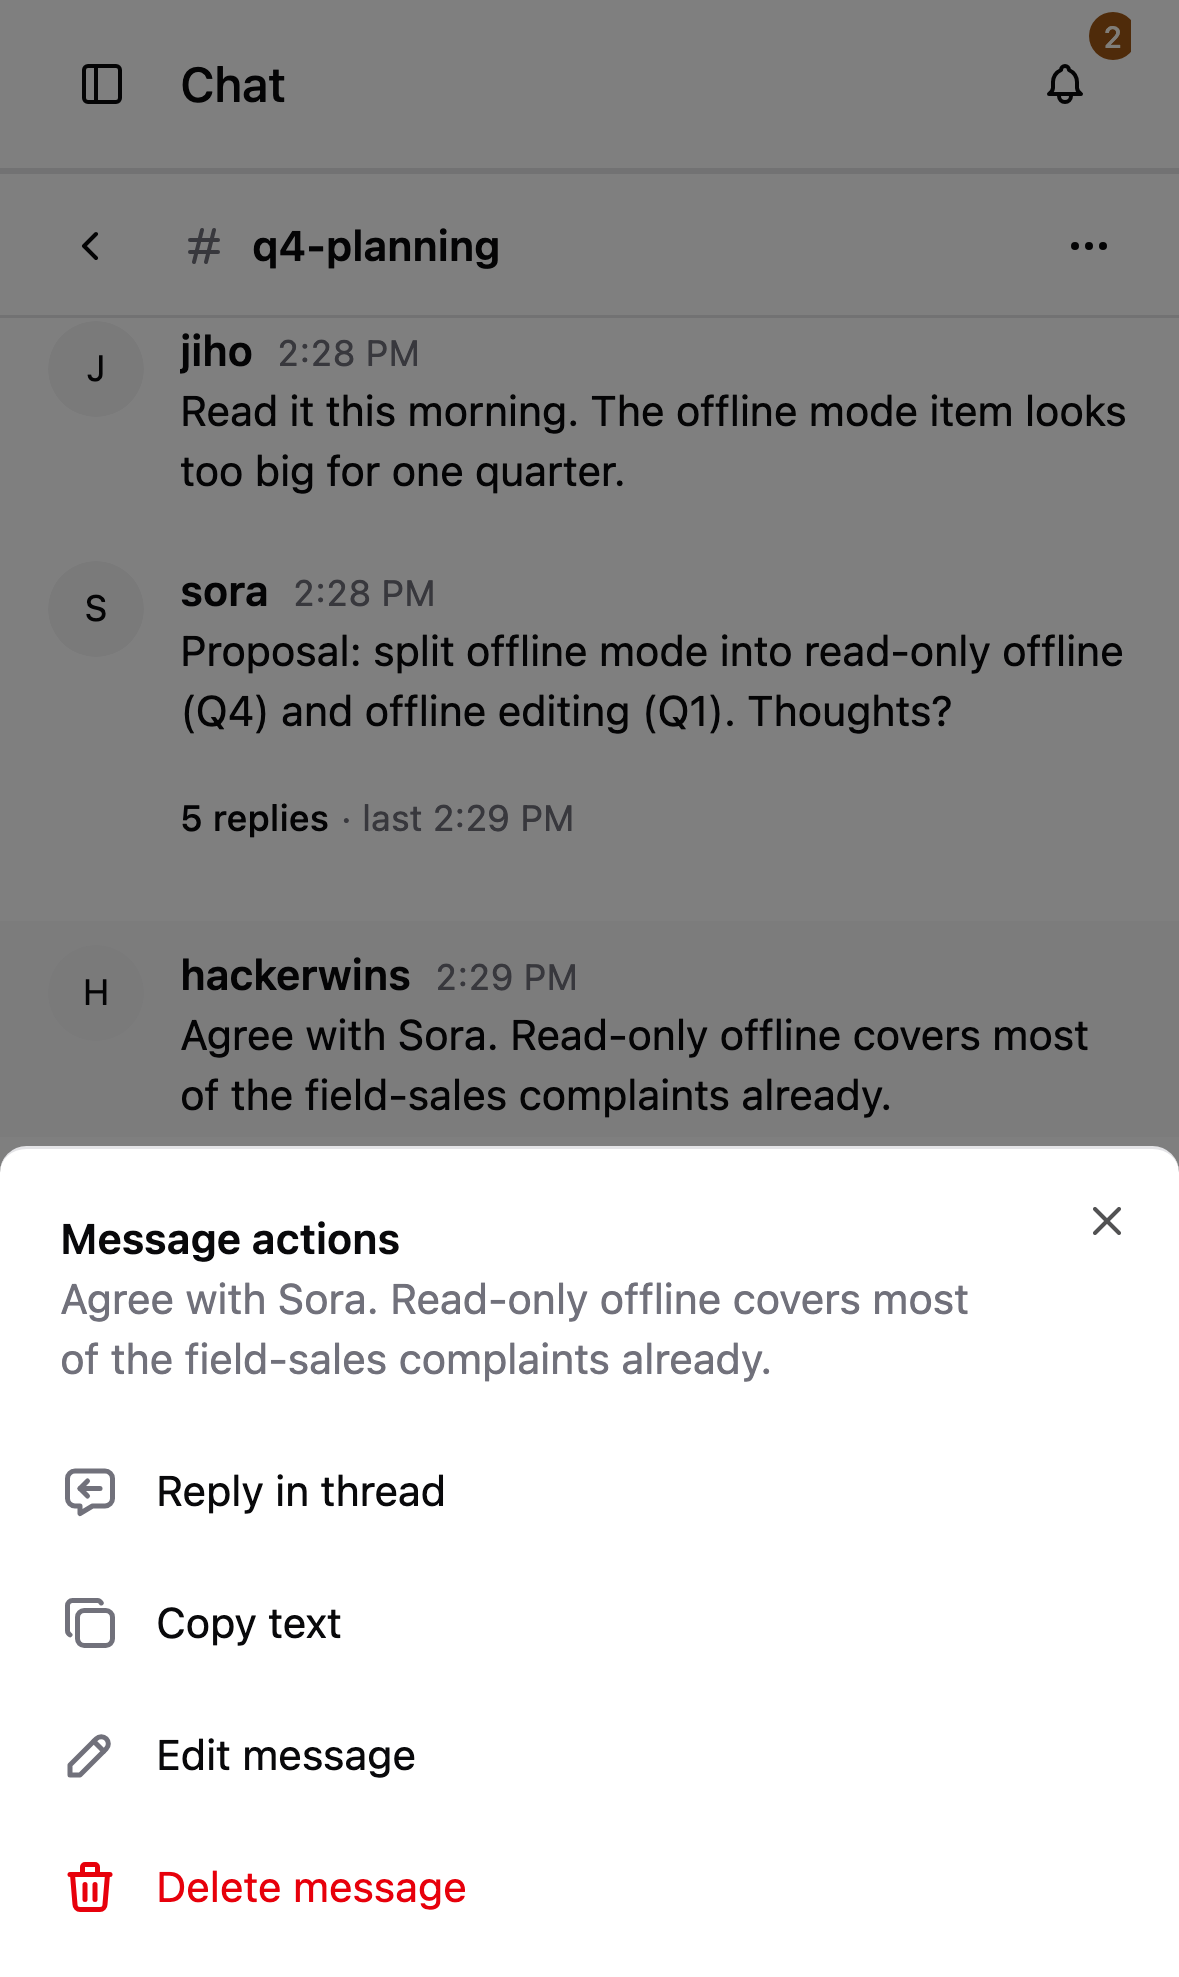 Chat
2
# q4-planning
J
jiho 2:28 PM
Read it this morning. The offline mode item looks
too big for one quarter.
S
sora 2:28 PM
Proposal: split offline mode into read-only offline
(Q4) and offline editing (Q1). Thoughts?
5 replies · last 2:29 PM
H
hackerwins 2:29 PM
Agree with Sora. Read-only offline covers most
of the field-sales complaints already.
Message actions
Agree with Sora. Read-only offline covers most
of the field-sales complaints already.
Reply in thread
Copy text
Edit message
Delete message